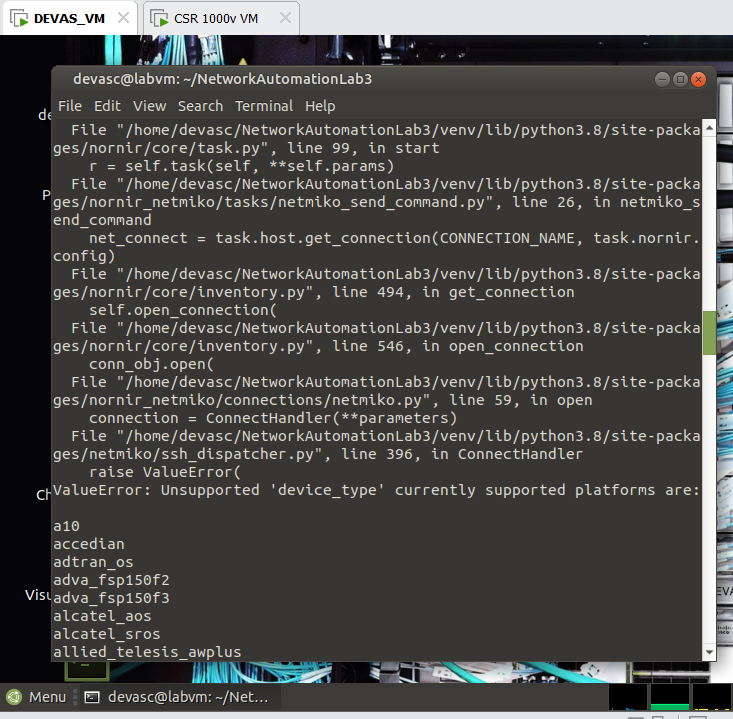 DEVAS_VM
CSR 1000v VM
devasc@labvm: ~/NetworkAutomationLab3
File Edit View Search Terminal Help
File "/home/devasc/NetworkAutomationLab3/venv/lib/python3.8/site-packa
ges/nornir/core/task.py", line 99, in start
r = self.task(self, **self.params)
File "/home/devasc/NetworkAutomationLab3/venv/lib/python3.8/site-packa
ges/nornir_netmiko/tasks/netmiko_send_command.py", line 26, in netmiko_s
end_command
net_connect = task.host.get_connection(CONNECTION_NAME, task.nornir.
config)
File "/home/devasc/NetworkAutomationLab3/venv/lib/python3.8/site-packa
ges/nornir/core/inventory.py", line 494, in get_connection
self.open_connection(
File "/home/devasc/NetworkAutomationLab3/venv/lib/python3.8/site-packa
ges/nornir/core/inventory.py", line 546, in open_connection
conn_obj.open(
File "/home/devasc/NetworkAutomationLab3/venv/lib/python3.8/site-packa
ges/nornir_netmiko/connections/netmiko.py", line 59, in open
connection = ConnectHandler(**parameters)
File "/home/devasc/NetworkAutomationLab3/venv/lib/python3.8/site-packa
ges/netmiko/ssh_dispatcher.py", line 396, in ConnectHandler
raise ValueError(
ValueError: Unsupported 'device_type' currently supported platforms are:
a10
accedian
adtran_os
adva_fsp150f2
adva_fsp150f3
alcatel_aos
alcatel_sros
allied_telesis_awplus
Menu
devasc@labvm: ~/Net...